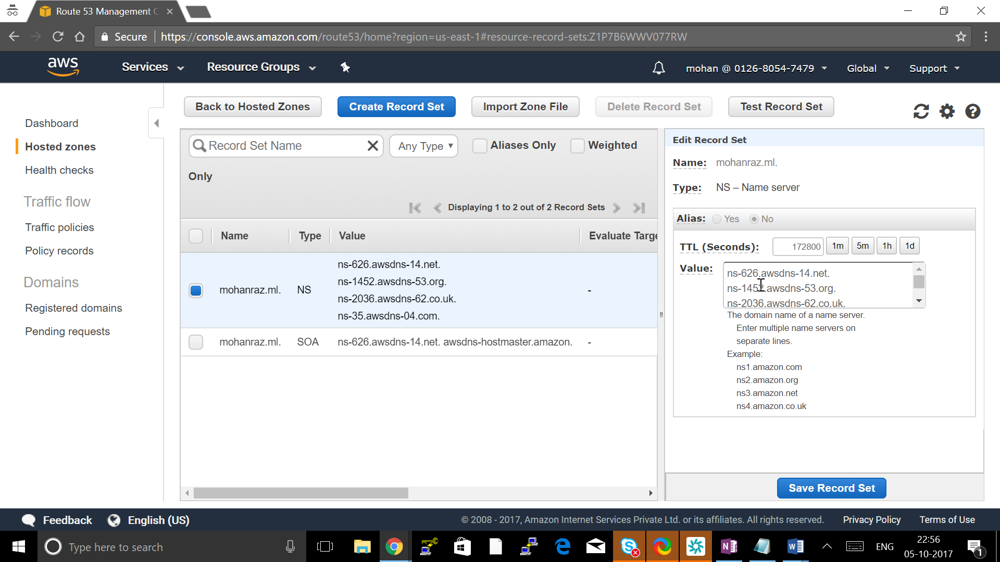 Route 53 Management C
Secure
https://console.aws.amazon.com/route53/home?region=us-east-1#resource-record-sets:Z1P7B6WWV077RW
aws
Services
Resource Groups
mohan @ 0126-8054-7479
Global
Support
Dashboard
Hosted zones
Health checks
Traffic flow
Traffic policies
Policy records
Domains
Registered domains
Pending requests
Back to Hosted Zones
Create Record Set
Import Zone File
Delete Record Set
Test Record Set
Record Set Name
Any Type
Aliases Only
Weighted
Only
Displaying 1 to 2 out of 2 Record Sets
Name
Type
Value
Evaluate Targe
mohanraz.ml.
NS
ns-626.awsdns-14.net.
ns-1452.awsdns-53.org.
ns-2036.awsdns-62.co.uk.
ns-35.awsdns-04.com.
-
mohanraz.ml.
SOA
ns-626.awsdns-14.net. awsdns-hostmaster.amazon.
-
Edit Record Set
Name: mohanraz.ml.
Type: NS – Name server
Alias: Yes No
TTL (Seconds): 172800 1m 5m 1h 1d
Value:
ns-626.awsdns-14.net.
ns-1452.awsdns-53.org.
ns-2036.awsdns-62.co.uk.
The domain name of a name server.
Enter multiple name servers on
separate lines.
Example:
ns1.amazon.com
ns2.amazon.org
ns3.amazon.net
ns4.amazon.co.uk
Save Record Set
Feedback
English (US)
© 2008 - 2017, Amazon Internet Services Private Ltd. or its affiliates. All rights reserved.
Privacy Policy
Terms of Use
Type here to search
ENG
22:56
05-10-2017
1